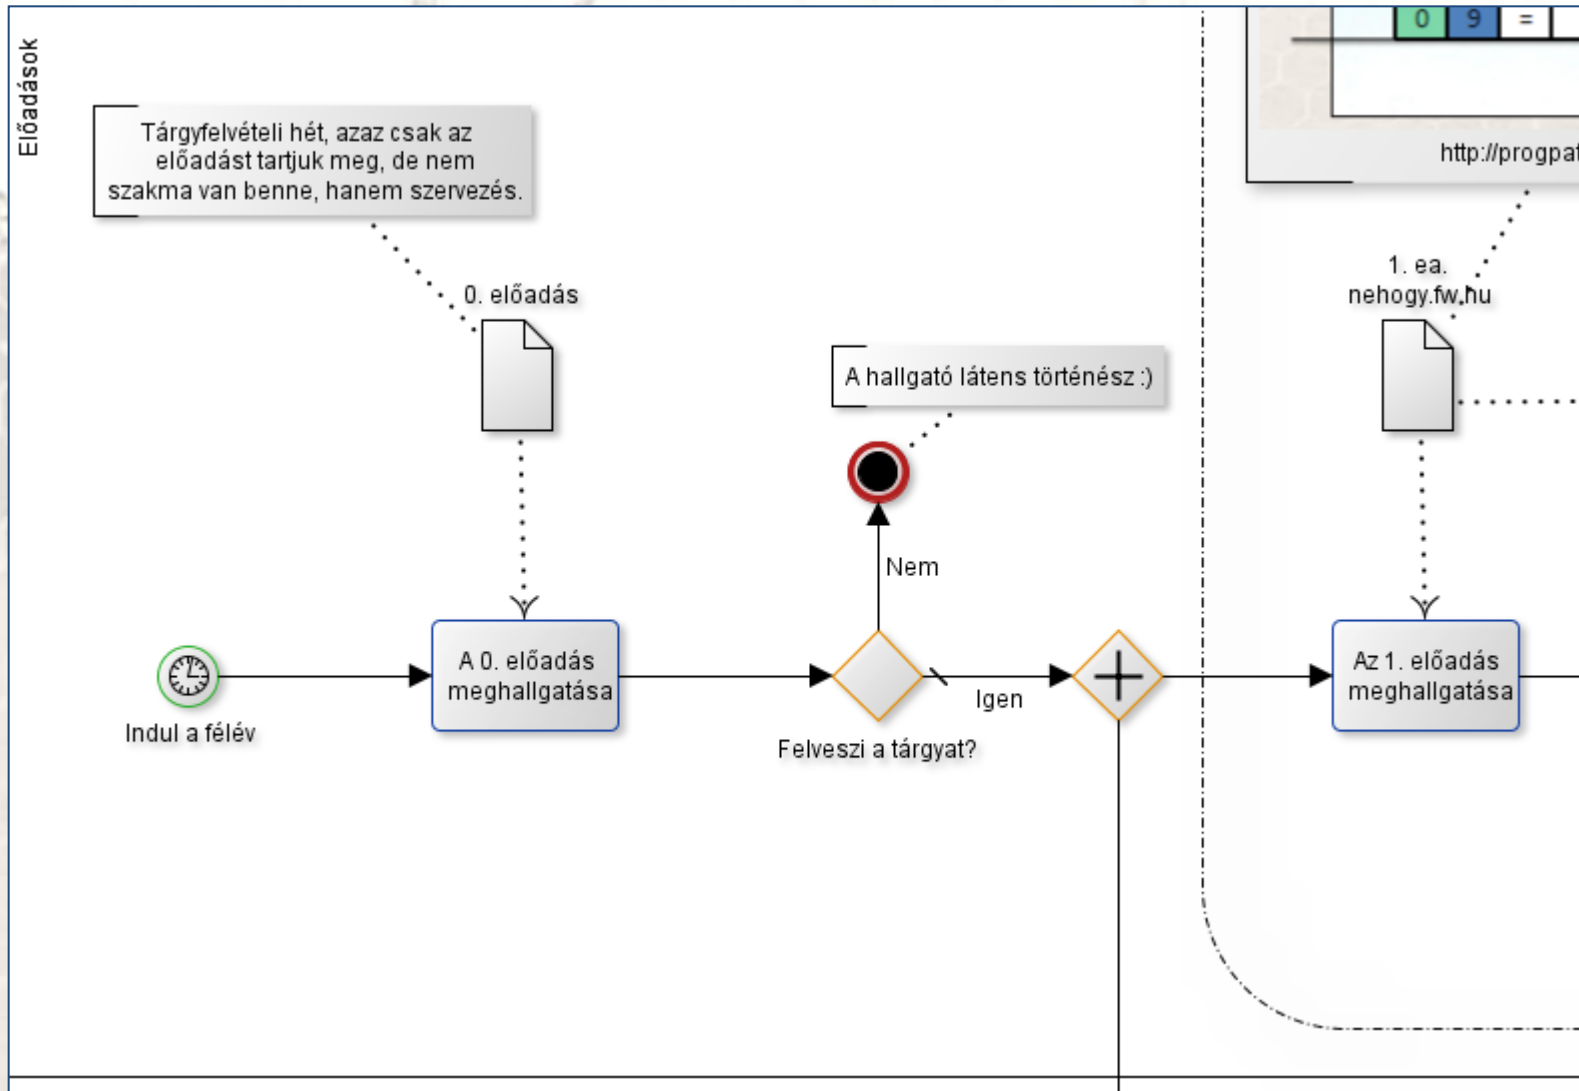 Előadások
0 9 =
Tárgyfelvételi hét, azaz csak az
előadást tartjuk meg, de nem
szakma van benne, hanem szervezés.
http://progpat
0. előadás
1. ea.
nehogy.fw.hu
A hallgató látens történész :)
Nem
A 0. előadás
meghallgatása
Igen
Az 1. előadás
meghallgatása
Indul a félév
Felveszi a tárgyat?